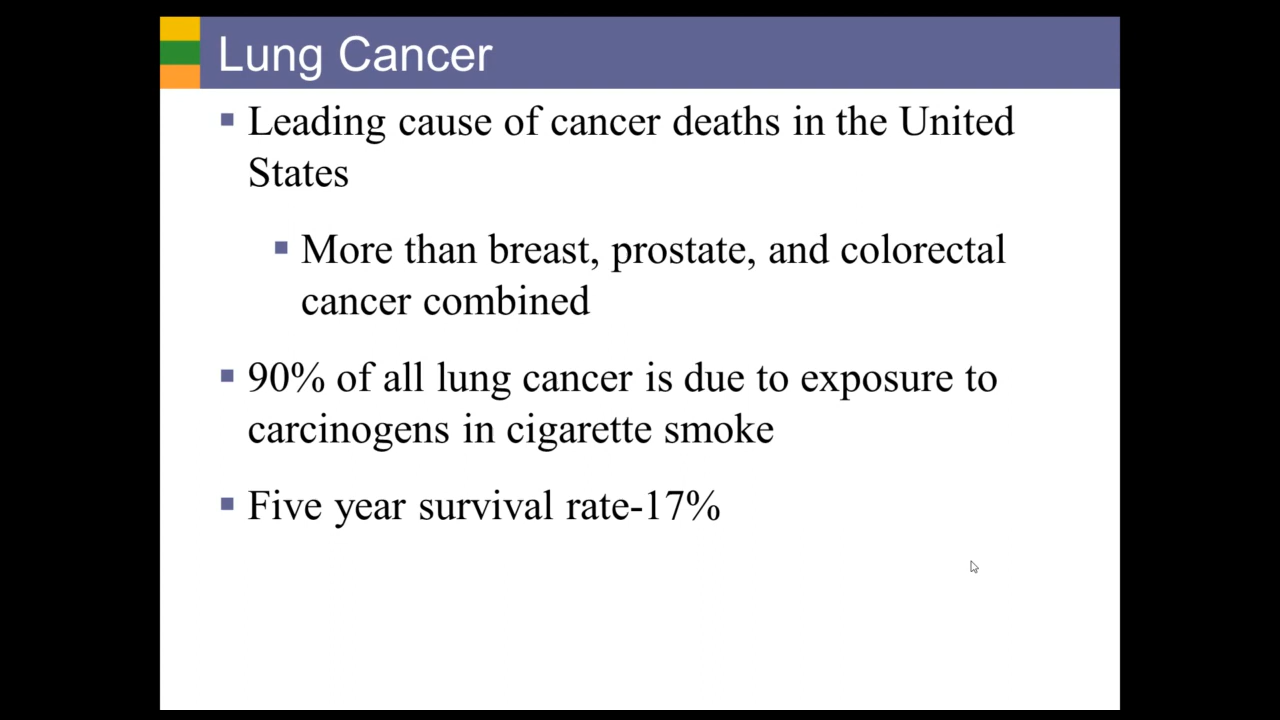 Lung Cancer
Leading cause of cancer deaths in the United
States
More than breast, prostate, and colorectal
cancer combined
90% of all lung cancer is due to exposure to
carcinogens in cigarette smoke
Five year survival rate-17%